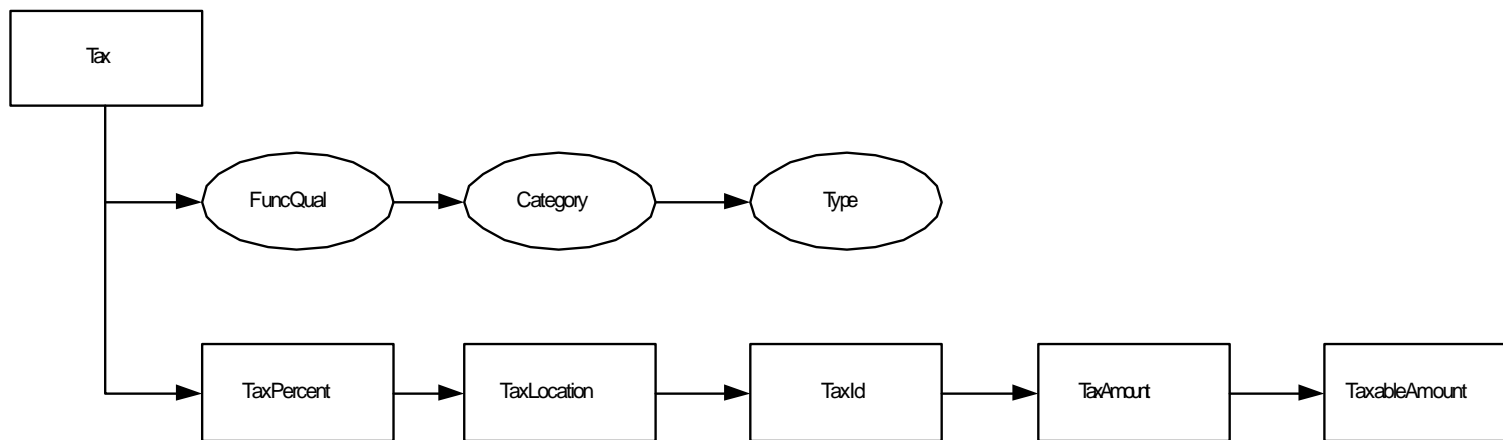 Tax
FuncQual
Category
Type
TaxPercent
TaxLocation
TaxId
TaxAmount
TaxableAmount